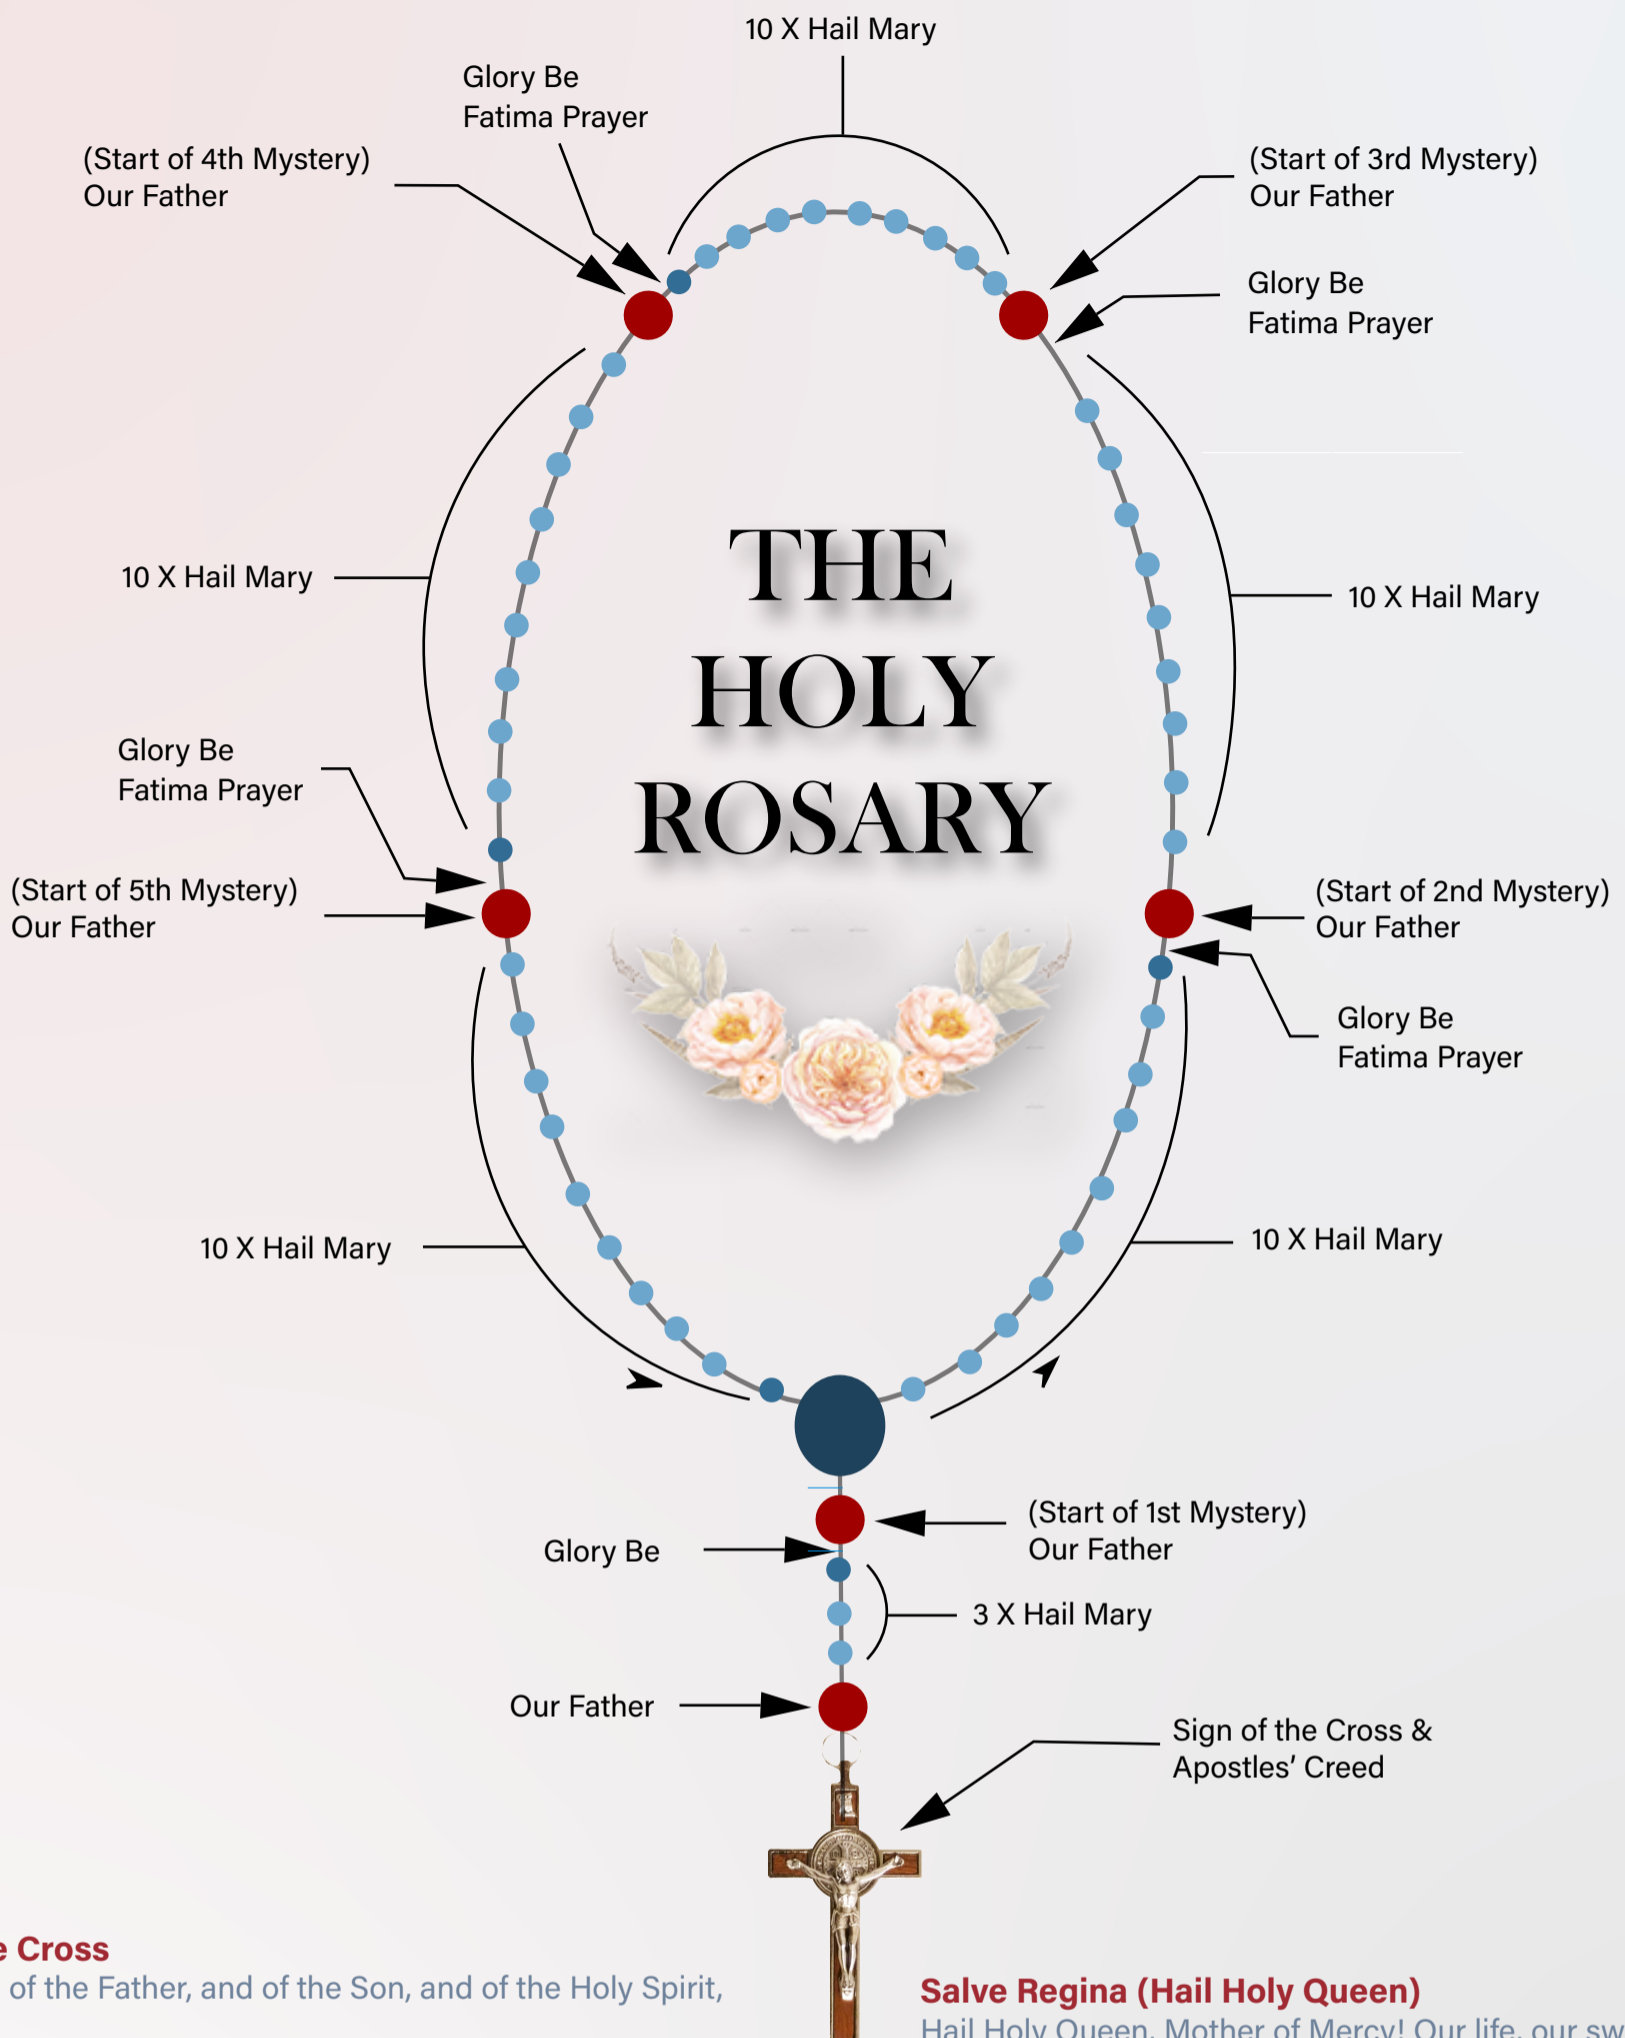 10 X Hail Mary
Glory Be
Fatima Prayer
(Start of 4th Mystery)
Our Father
(Start of 3rd Mystery)
Our Father
Glory Be
Fatima Prayer
THE
HOLY
ROSARY
10 X Hail Mary
10 X Hail Mary
Glory Be
Fatima Prayer
(Start of 5th Mystery)
Our Father
(Start of 2nd Mystery)
Our Father
Glory Be
Fatima Prayer
10 X Hail Mary
10 X Hail Mary
(Start of 1st Mystery)
Our Father
Glory Be
3 X Hail Mary
Our Father
Sign of the Cross &
Apostles’ Creed
e Cross
of the Father, and of the Son, and of the Holy Spirit,
Salve Regina (Hail Holy Queen)
Hail Holy Queen, Mother of Mercy! Our life, our sw